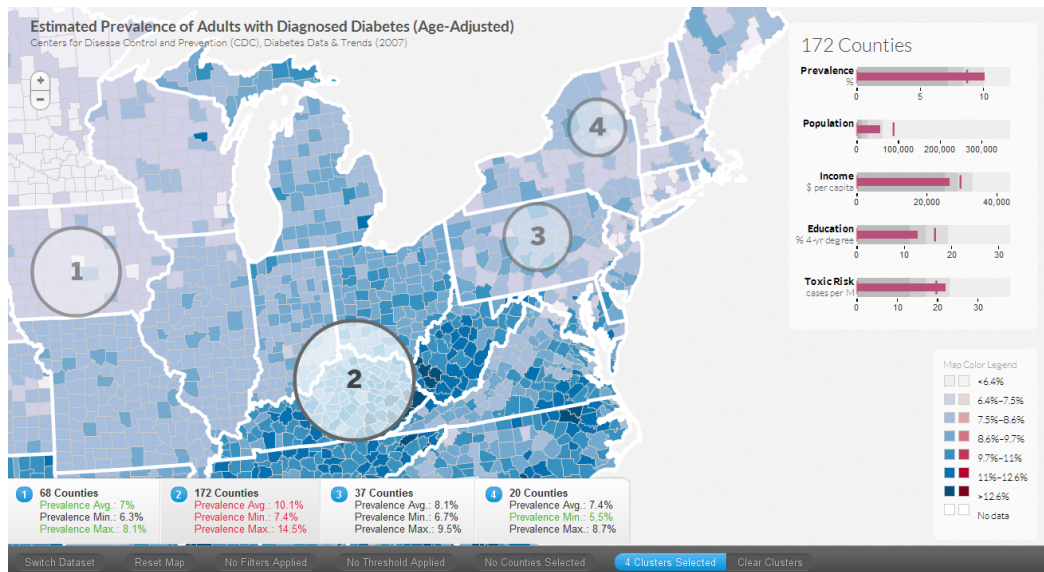 Estimated Prevalence of Adults with Diagnosed Diabetes (Age-Adjusted)
Centers for Disease Control and Prevention (CDC), Diabetes Data & Trends (2007)
+
−
1
2
3
4
172 Counties
Prevalence
%
0 5 10
Population
0 100,000 200,000 300,000
Income
$ per capita
0 20,000 40,000
Education
% 4-yr degree
0 10 20 30
Toxic Risk
cases per M
0 10 20 30
Map Color Legend
<6.4%
6.4%–7.5%
7.5%–8.6%
8.6%–9.7%
9.7%–11%
11%–12.6%
>12.6%
No data
1 68 Counties
Prevalence Avg.: 7%
Prevalence Min.: 6.3%
Prevalence Max.: 8.1%
2 172 Counties
Prevalence Avg.: 10.1%
Prevalence Min.: 7.4%
Prevalence Max.: 14.5%
3 37 Counties
Prevalence Avg.: 8.1%
Prevalence Min.: 6.7%
Prevalence Max.: 9.5%
4 20 Counties
Prevalence Avg.: 7.4%
Prevalence Min.: 5.5%
Prevalence Max.: 8.7%
Switch Dataset Reset Map No Filters Applied No Threshold Applied No Counties Selected 4 Clusters Selected Clear Clusters